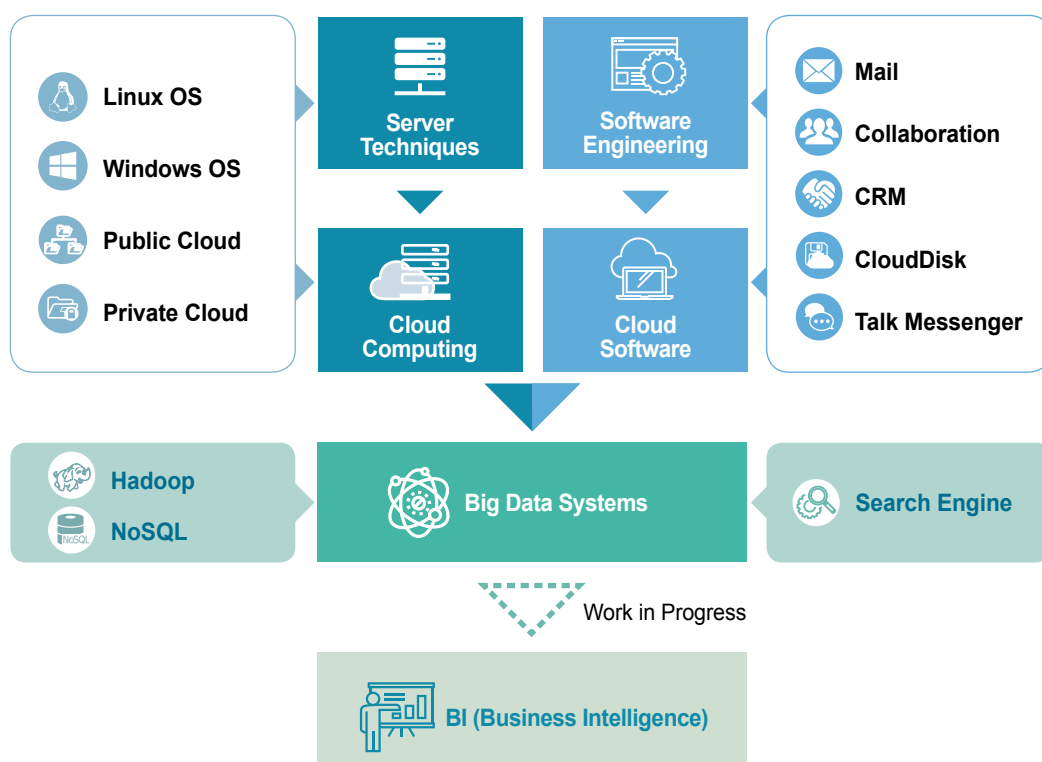 Linux OS
Windows OS
Public Cloud
Private Cloud
Server
Techniques
Software
Engineering
Cloud
Computing
Cloud
Software
Mail
Collaboration
CRM
CloudDisk
Talk Messenger
Hadoop
NoSQL
NoSQL
Big Data Systems
Search Engine
Work in Progress
BI (Business Intelligence)